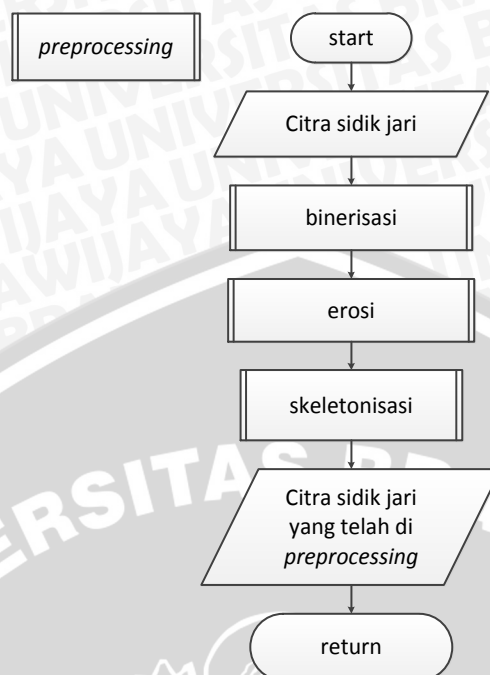 preprocessing
start
Citra sidik jari
binerisasi
erosi
skeletonisasi
Citra sidik jari
yang telah di
preprocessing
return